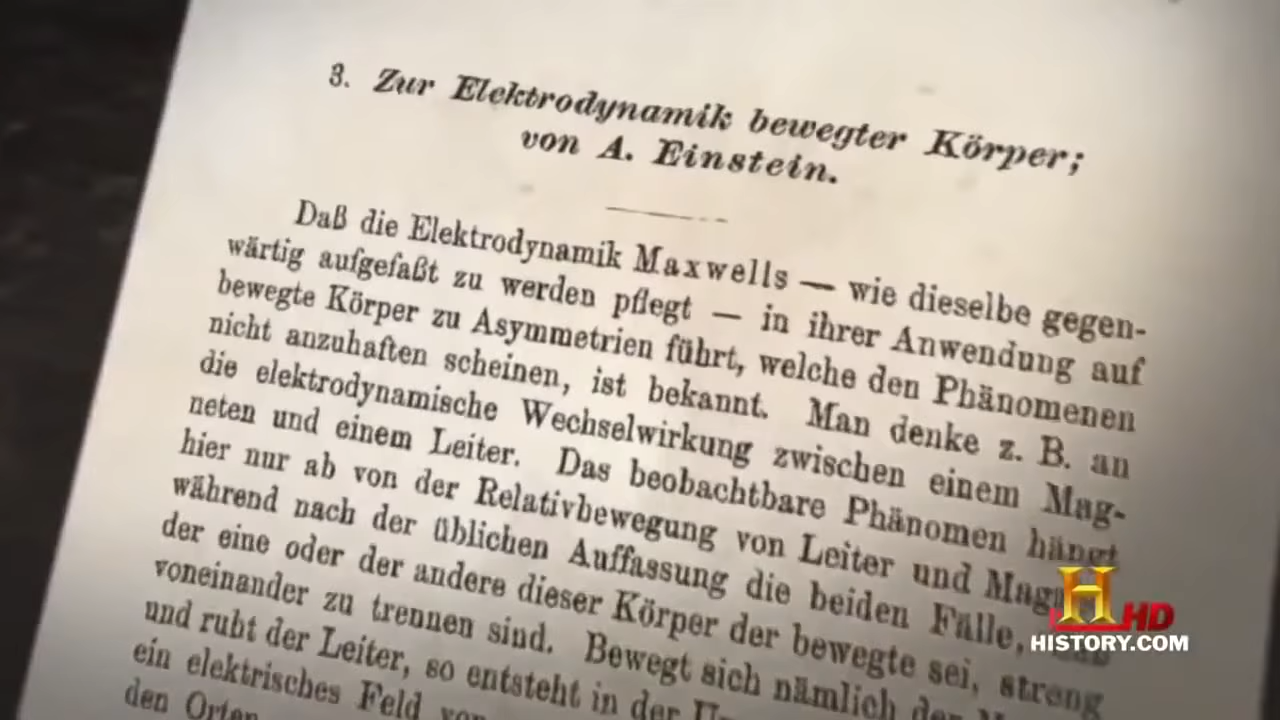 3. Zur Elektrodynamik bewegter Körper;
von A. Einstein.
Daß die Elektrodynamik Maxwells — wie dieselbe gegen-
wärtig aufgefaßt zu werden pflegt — in ihrer Anwendung auf
bewegte Körper zu Asymmetrien führt, welche den Phänomenen
nicht anzuhaften scheinen, ist bekannt. Man denke z. B. an
die elektrodynamische Wechselwirkung zwischen einem Mag-
neten und einem Leiter. Das beobachtbare Phänomen hängt
hier nur ab von der Relativbewegung von Leiter und
während nach der üblichen Auffassung die beiden Fälle,
der eine oder der andere dieser Körper der bewegte sei, streng
voneinander zu trennen sind. Bewegt sich nämlich der
und ruht der Leiter, so entsteht in der
ein elektrisches Feld von
den Orten
H HD
HISTORY.COM